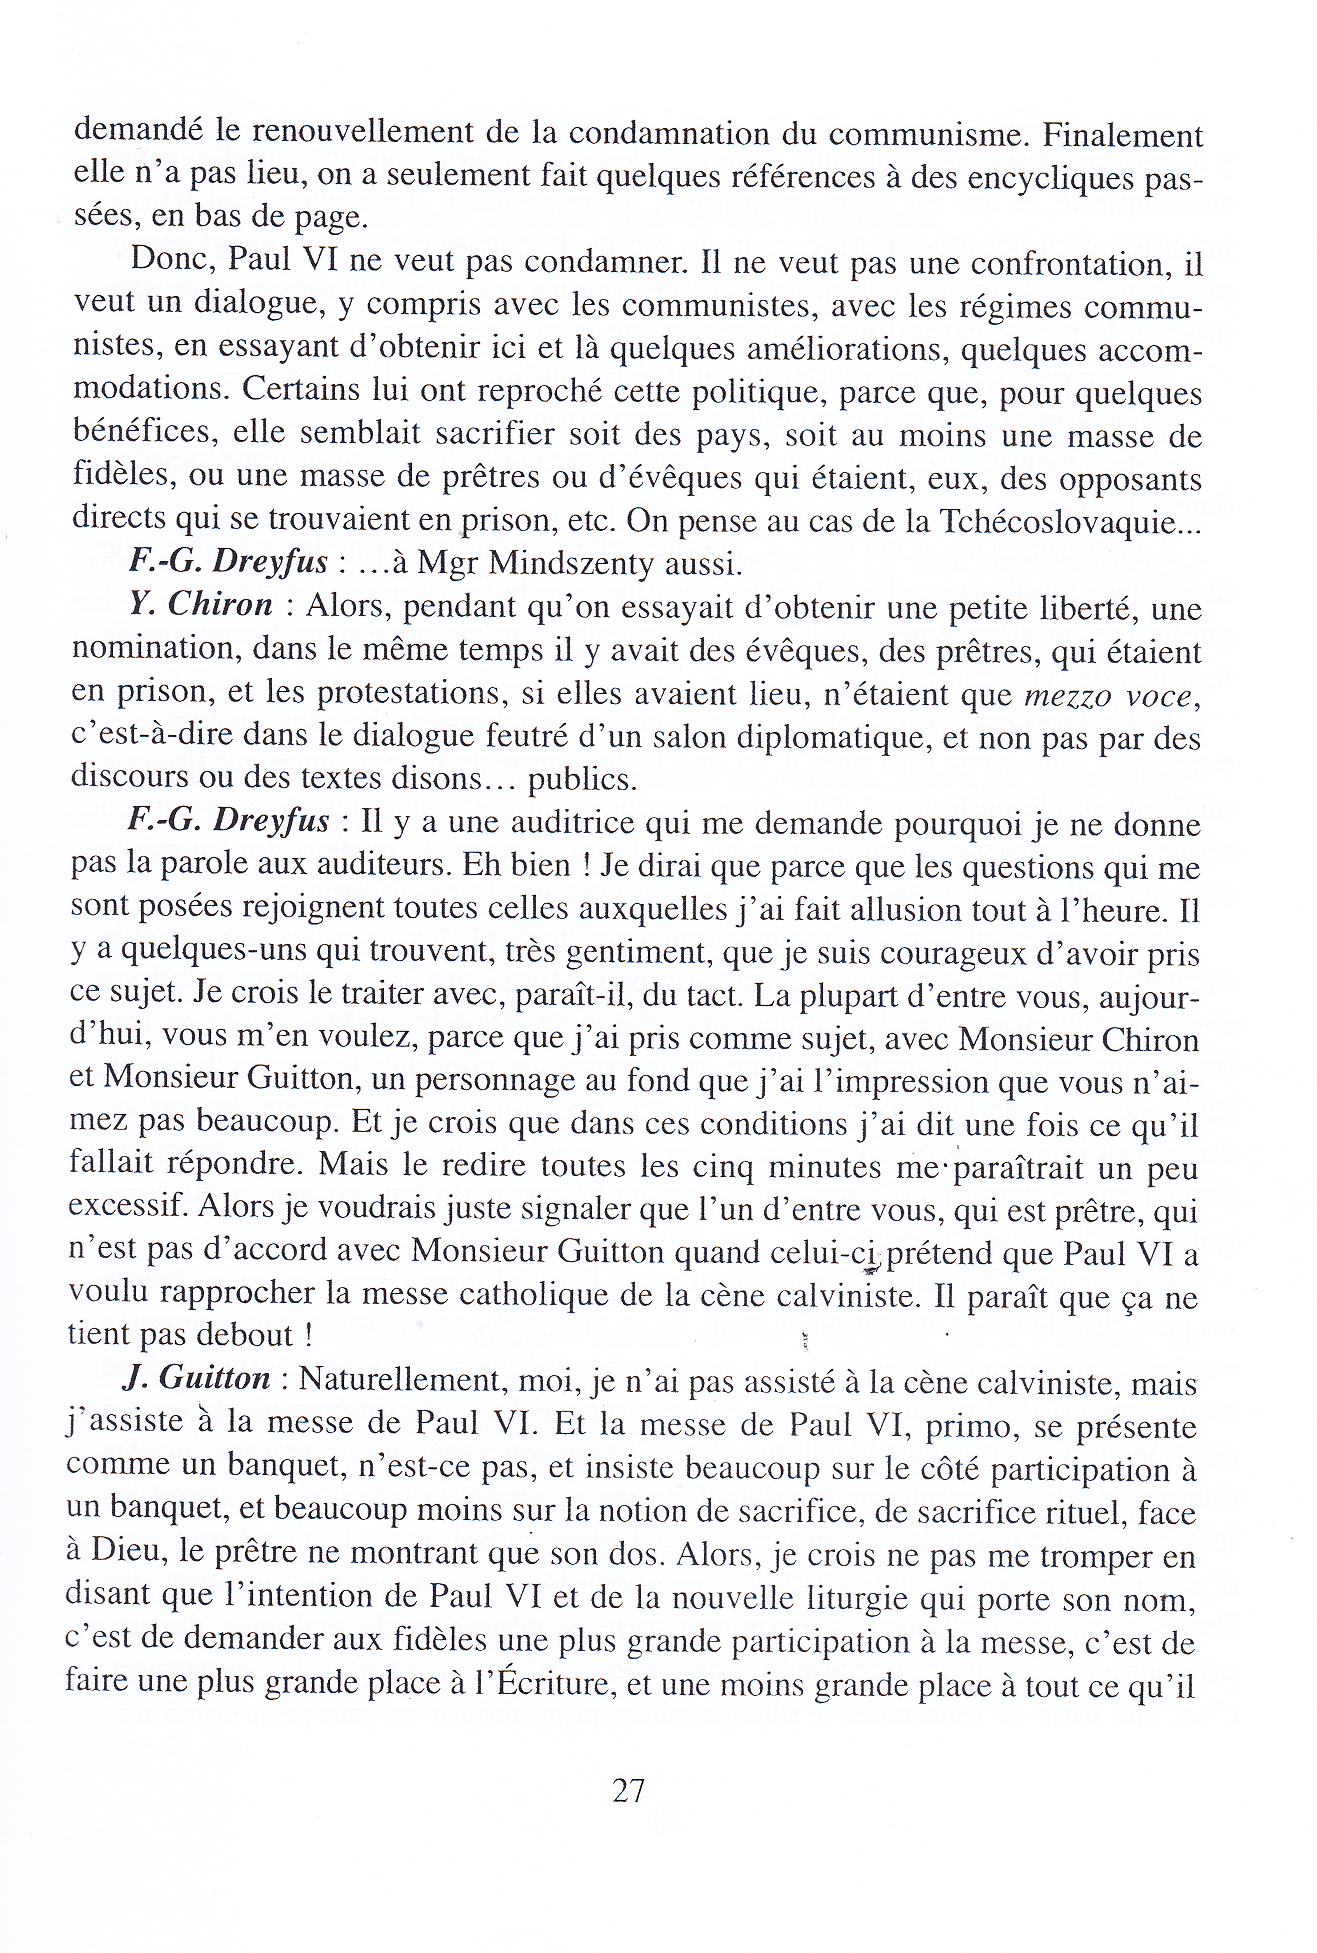 demandé le renouvellement de la condamnation du communisme. Finalement
elle n'a pas lieu, on a seulement fait quelques références à des encycliques pas-
sées, en bas de page.
Donc, Paul VI ne veut pas condamner. Il ne veut pas une confrontation, il
veut un dialogue, y compris avec les communistes, avec les régimes commu-
nistes, en essayant d'obtenir ici et là quelques améliorations, quelques accom-
modations. Certains lui ont reproché cette politique, parce que, pour quelques
bénéfices, elle semblait sacrifier soit des pays, soit au moins une masse de
fidèles, ou une masse de prêtres ou d'évêques qui étaient, eux, des opposants
directs qui se trouvaient en prison, etc. On pense au cas de la Tchécoslovaquie...
F.-G. Dreyfus : ...à Mgr Mindszenty aussi.
Y. Chiron : Alors, pendant qu'on essayait d'obtenir une petite liberté, une
nomination, dans le même temps il y avait des évêques, des prêtres, qui étaient
en prison, et les protestations, si elles avaient lieu, n'étaient que mezzo voce,
c'est-à-dire dans le dialogue feutré d'un salon diplomatique, et non pas par des
discours ou des textes disons... publics.
F.-G. Dreyfus : Il y a une auditrice qui me demande pourquoi je ne donne
pas la parole aux auditeurs. Eh bien ! Je dirai que parce que les questions qui me
sont posées rejoignent toutes celles auxquelles j'ai fait allusion tout à l'heure. Il
y a quelques-uns qui trouvent, très gentiment, que je suis courageux d'avoir pris
ce sujet. Je crois le traiter avec, paraît-il, du tact. La plupart d'entre vous, aujour-
d'hui, vous m'en voulez, parce que j'ai pris comme sujet, avec Monsieur Chiron
et Monsieur Guitton, un personnage au fond que j'ai l'impression que vous n'ai-
mez pas beaucoup. Et je crois que dans ces conditions j'ai dit une fois ce qu'il
fallait répondre. Mais le redire toutes les cinq minutes me paraîtrait un peu
excessif. Alors je voudrais juste signaler que l'un d'entre vous, qui est prêtre, qui
n'est pas d'accord avec Monsieur Guitton quand celui-ci prétend que Paul VI a
voulu rapprocher la messe catholique de la cène calviniste. Il paraît que ça ne
tient pas debout !
J. Guitton : Naturellement, moi, je n'ai pas assisté à la cène calviniste, mais
j'assiste à la messe de Paul VI. Et la messe de Paul VI, primo, se présente
comme un banquet, n'est-ce pas, et insiste beaucoup sur le côté participation à
un banquet, et beaucoup moins sur la notion de sacrifice, de sacrifice rituel, face
à Dieu, le prêtre ne montrant que son dos. Alors, je crois ne pas me tromper en
disant que l'intention de Paul VI et de la nouvelle liturgie qui porte son nom,
c'est de demander aux fidèles une plus grande participation à la messe, c'est de
faire une plus grande place à l'Écriture, et une moins grande place à tout ce qu'il
27